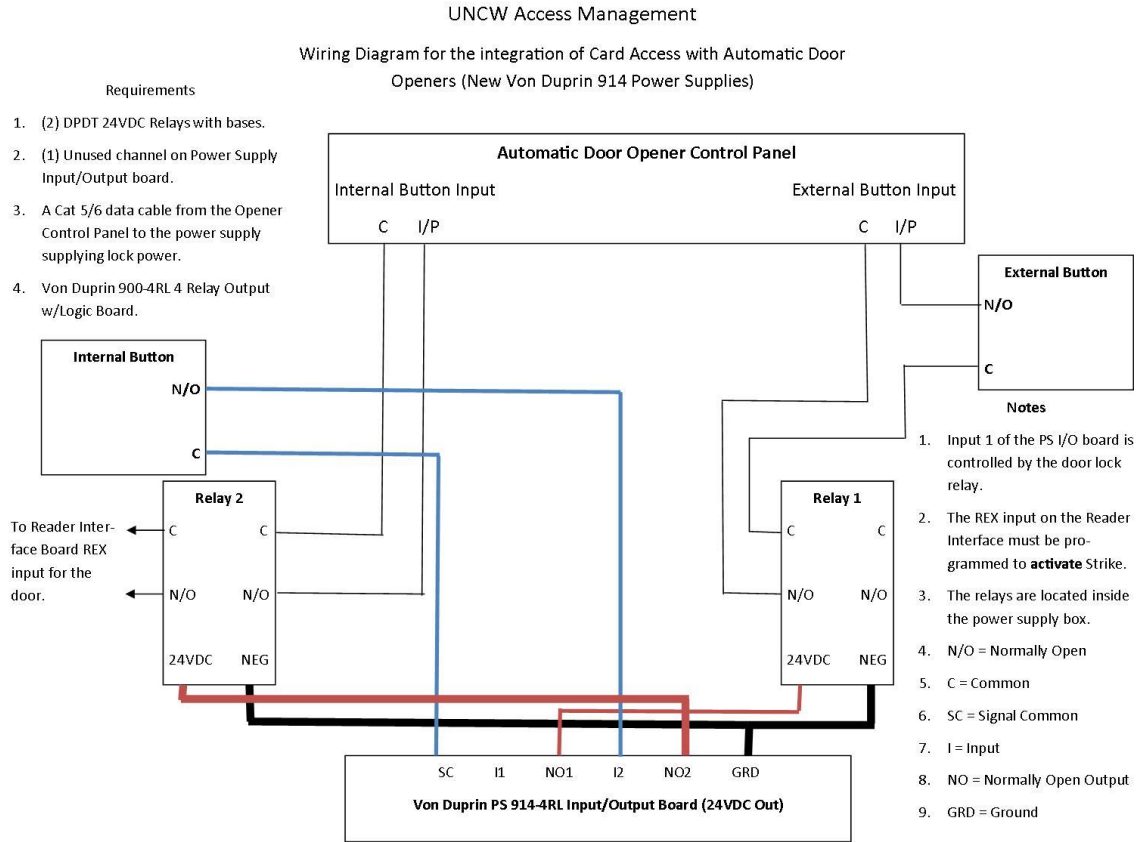 UNCW Access Management
Wiring Diagram for the integration of Card Access with Automatic Door
Openers (New Von Duprin 914 Power Supplies)
Requirements
1. (2) DPDT 24VDC Relays with bases.
2. (1) Unused channel on Power Supply
Input/Output board.
3. A Cat 5/6 data cable from the Opener
Control Panel to the power supply
supplying lock power.
4. Von Duprin 900-4RL 4 Relay Output
w/Logic Board.
Automatic Door Opener Control Panel
Internal Button Input
External Button Input
C I/P
C I/P
External Button
N/O
C
Internal Button
N/O
C
Notes
1. Input 1 of the PS I/O board is
controlled by the door lock
relay.
2. The REX input on the Reader
Interface must be pro-
grammed to activate Strike.
3. The relays are located inside
the power supply box.
4. N/O = Normally Open
5. C = Common
6. SC = Signal Common
7. I = Input
8. NO = Normally Open Output
9. GRD = Ground
To Reader Inter-
face Board REX
input for the
door.
Relay 2
C C
N/O N/O
24VDC NEG
Relay 1
C C
N/O N/O
24VDC NEG
SC I1 NO1 I2 NO2 GRD
Von Duprin PS 914-4RL Input/Output Board (24VDC Out)